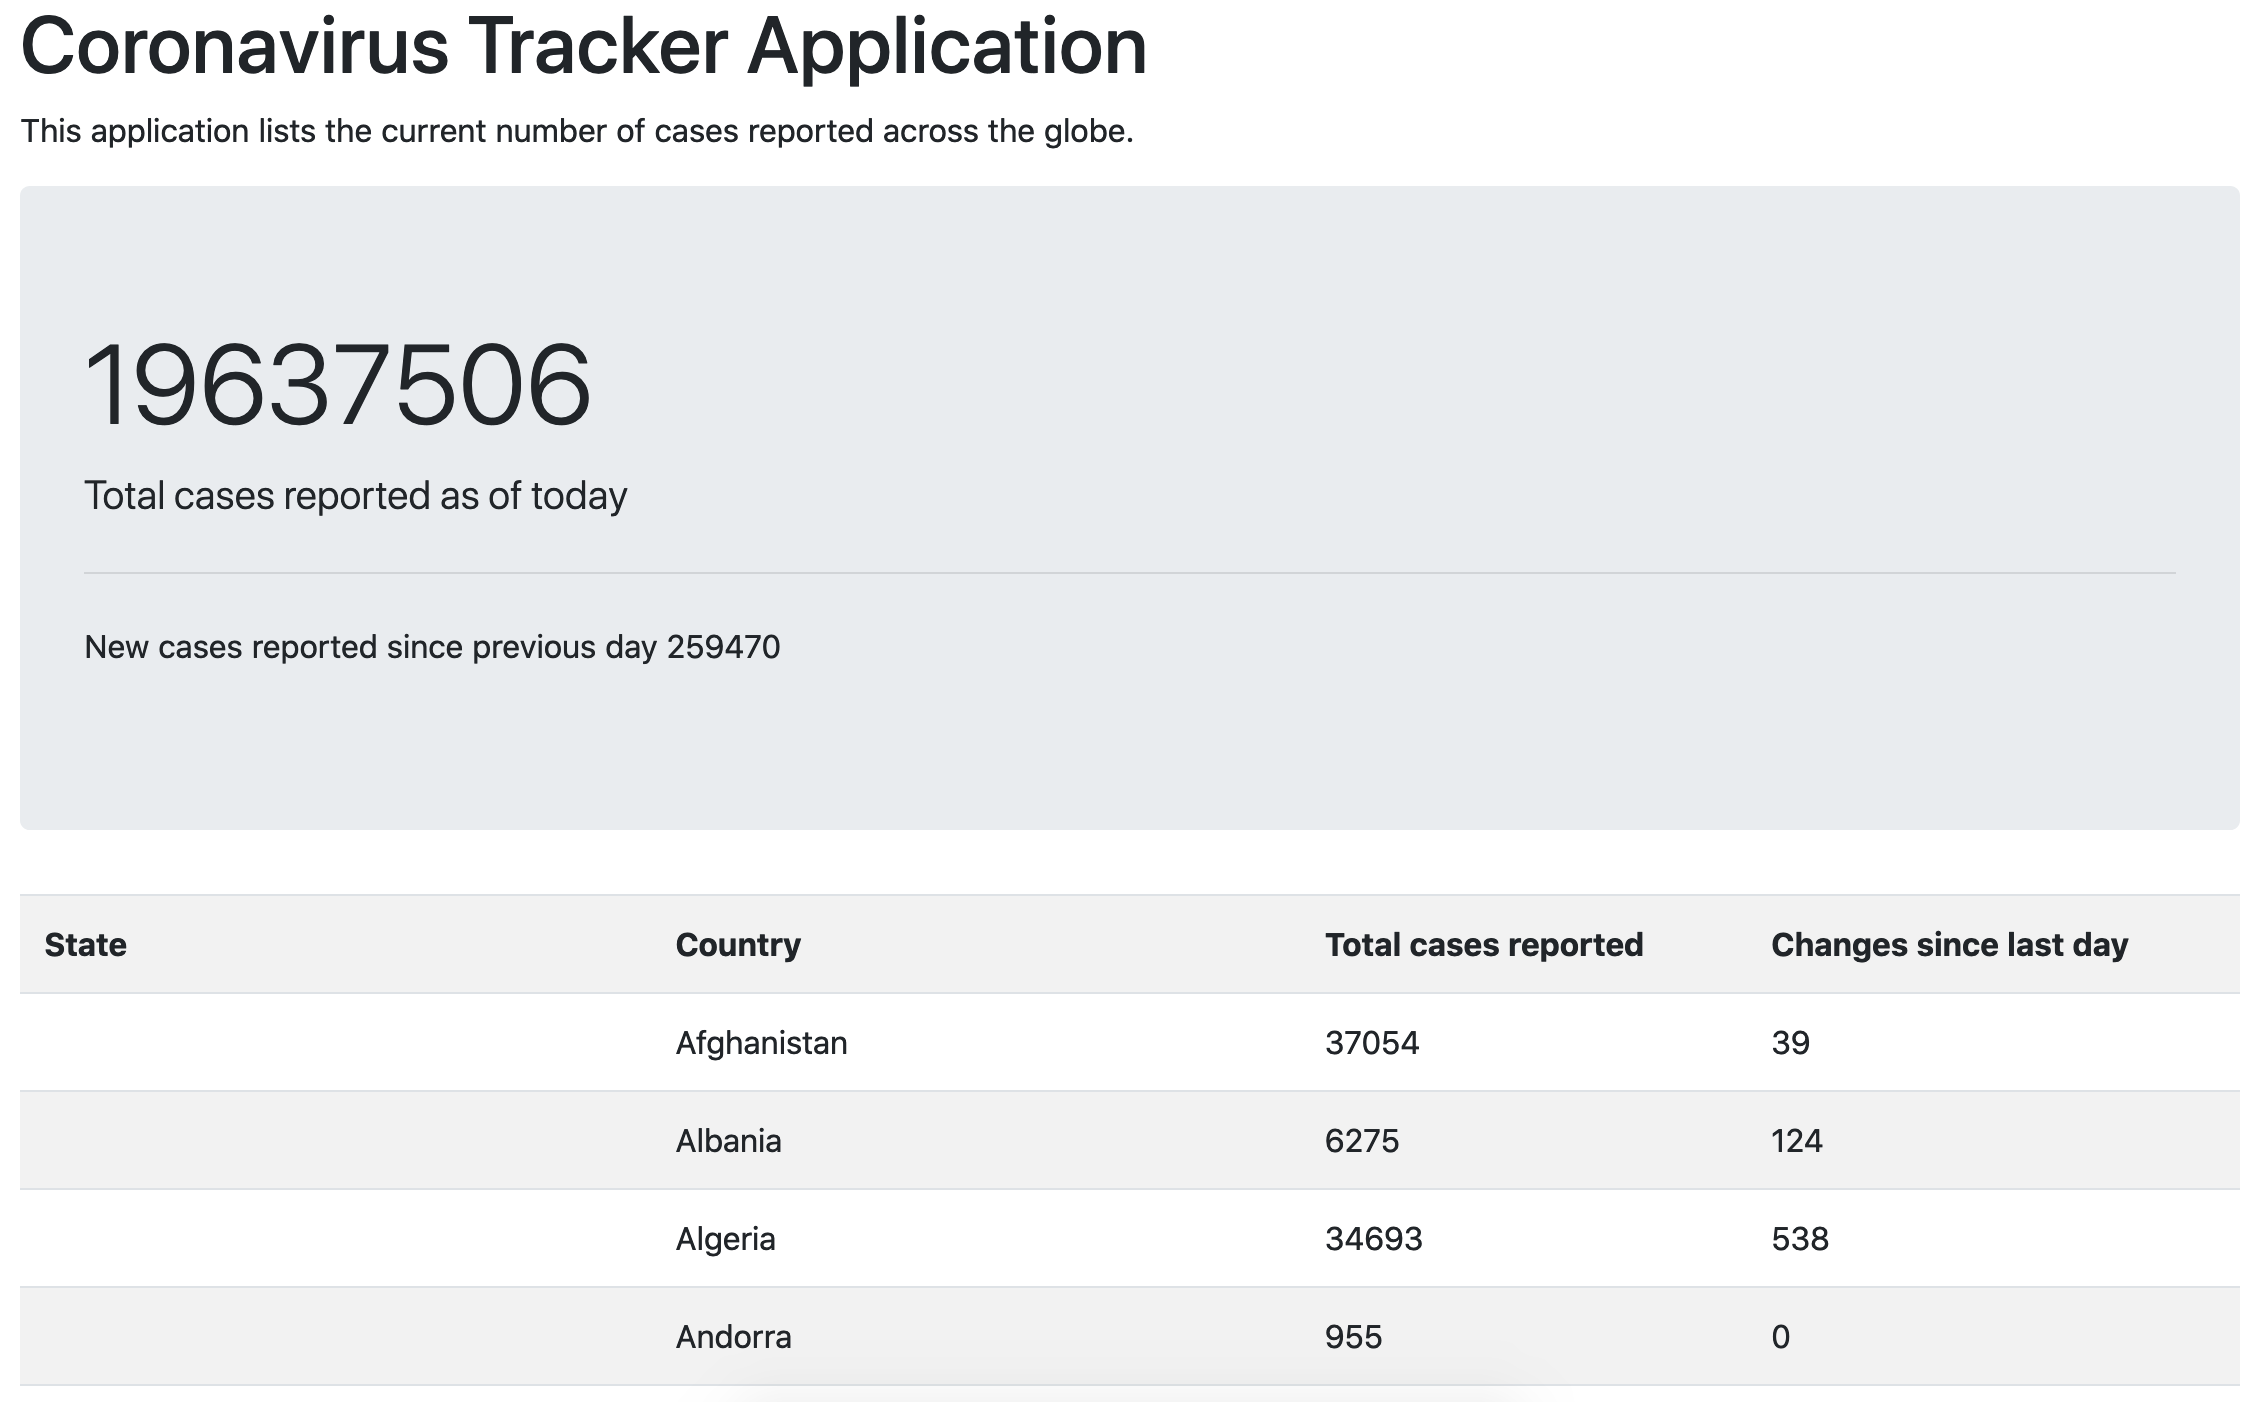 Coronavirus Tracker Application
This application lists the current number of cases reported across the globe.
19637506
Total cases reported as of today
New cases reported since previous day 259470
State Country Total cases reported Changes since last day
Afghanistan 37054 39
Albania 6275 124
Algeria 34693 538
Andorra 955 0